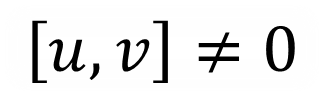 [𝑢, 𝑣] ≠ 0